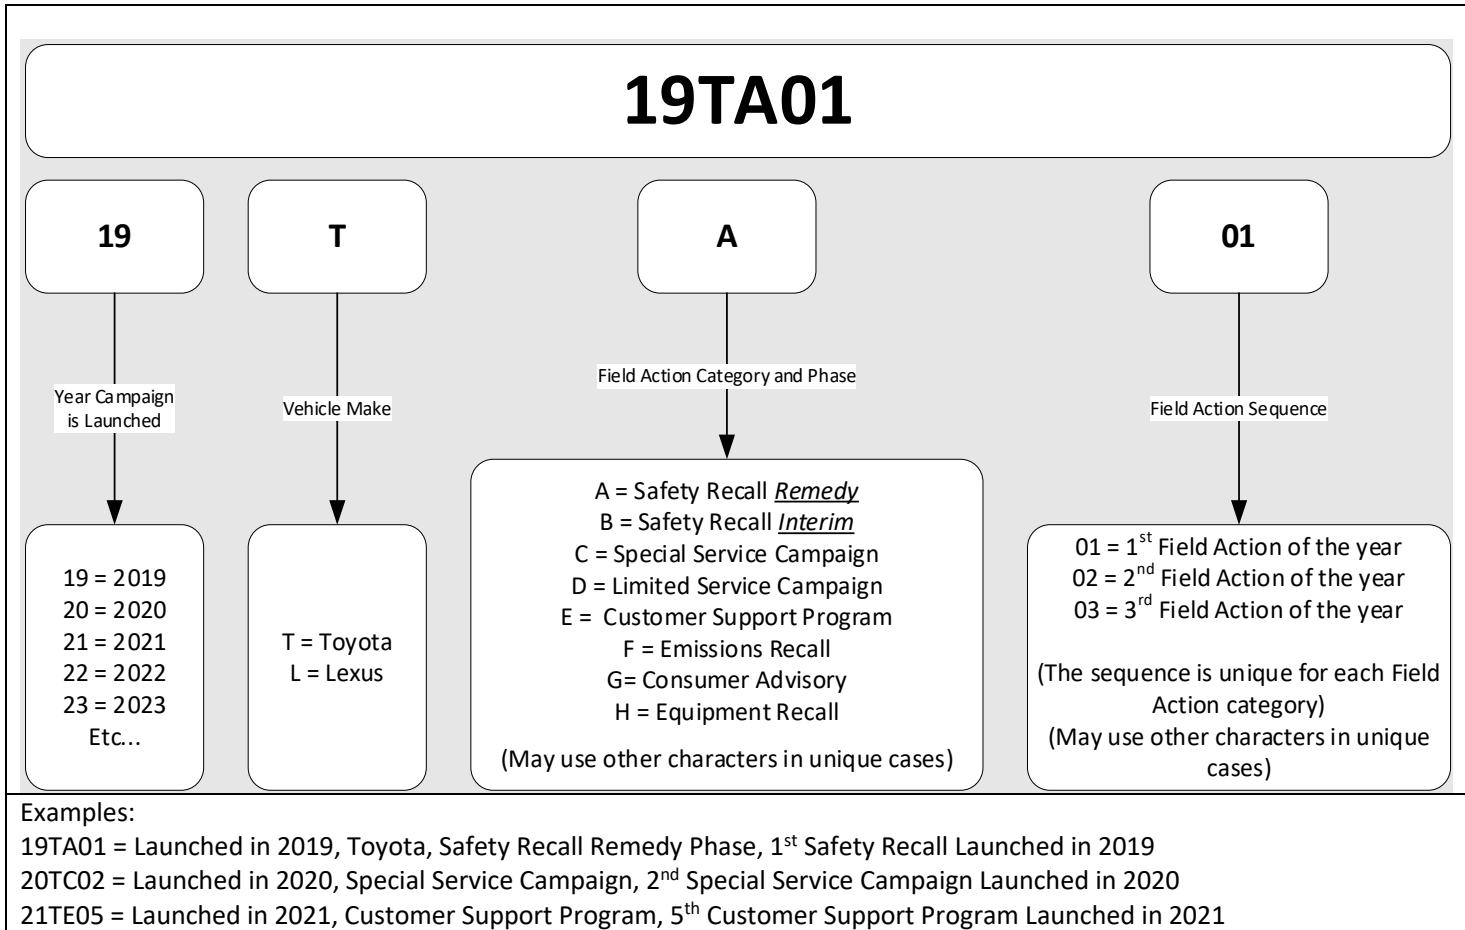 19TA01
19
T
A
01
Year Campaign
is Launched
Vehicle Make
Field Action Category and Phase
Field Action Sequence
19 = 2019
20 = 2020
21 = 2021
22 = 2022
23 = 2023
Etc...
T = Toyota
L = Lexus
A = Safety Recall Remedy
B = Safety Recall Interim
C = Special Service Campaign
D = Limited Service Campaign
E =  Customer Support Program
F = Emissions Recall
G= Consumer Advisory
H = Equipment Recall
(May use other characters in unique cases)
01 = 1st Field Action of the year
02 = 2nd Field Action of the year
03 = 3rd Field Action of the year
(The sequence is unique for each Field
Action category)
(May use other characters in unique
cases)
Examples:
19TA01 = Launched in 2019, Toyota, Safety Recall Remedy Phase, 1st Safety Recall Launched in 2019
20TC02 = Launched in 2020, Special Service Campaign, 2nd Special Service Campaign Launched in 2020
21TE05 = Launched in 2021, Customer Support Program, 5th Customer Support Program Launched in 2021